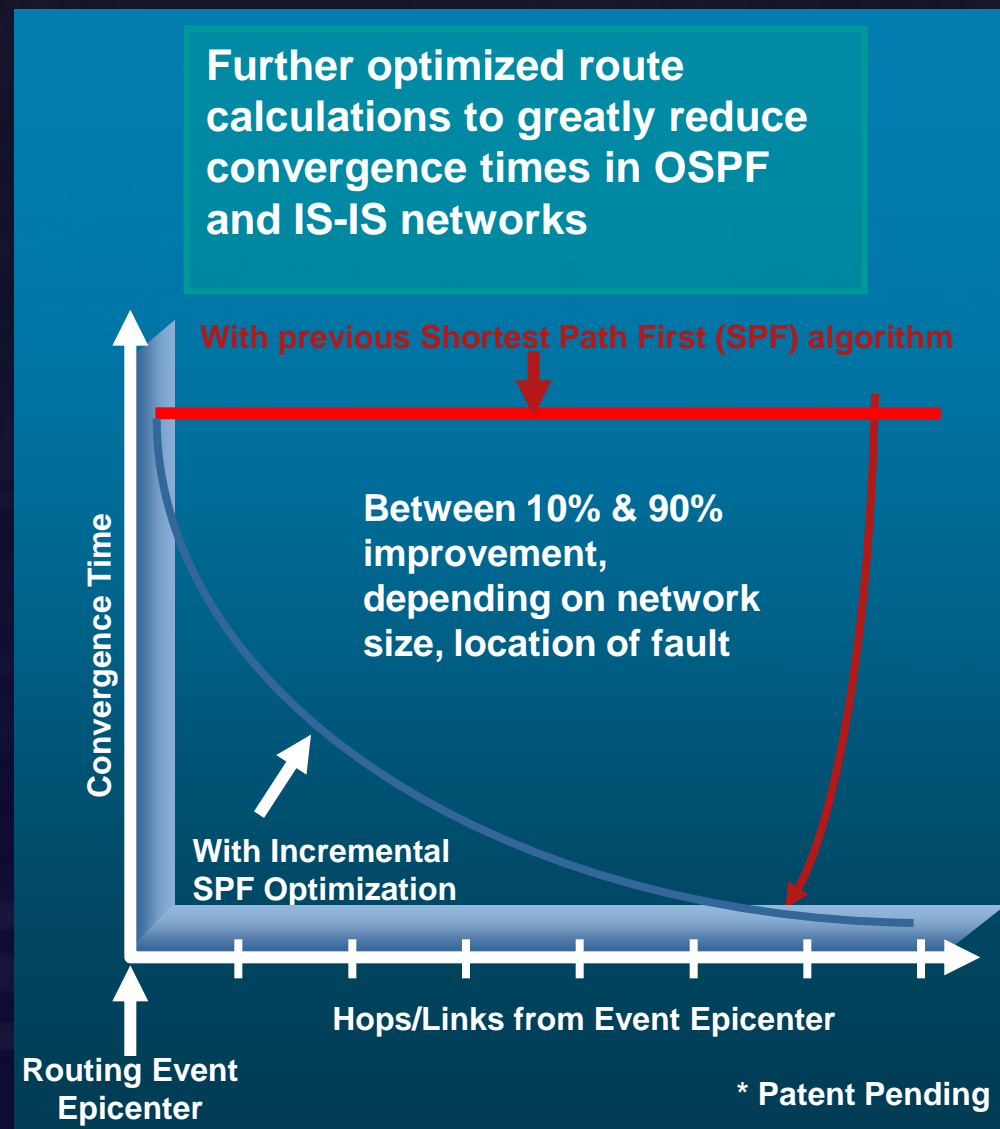 Further optimized route
calculations to greatly reduce
convergence times in OSPF
and IS-IS networks
With previous Shortest Path First (SPF) algorithm
Between 10% & 90%
improvement,
depending on network
size, location of fault
Convergence Time
With Incremental
SPF Optimization
Hops/Links from Event Epicenter
Routing Event
Epicenter
* Patent Pending